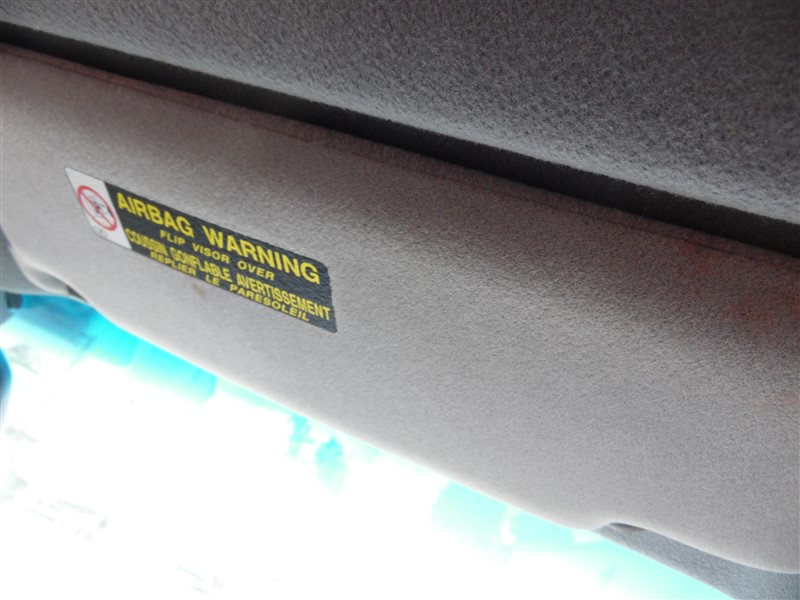 AIRBAG WARNING
FLIP VISOR OVER
COUSSIN GONFLABLE AVERTISSEMENT
REPLIER LE PARESOLEIL